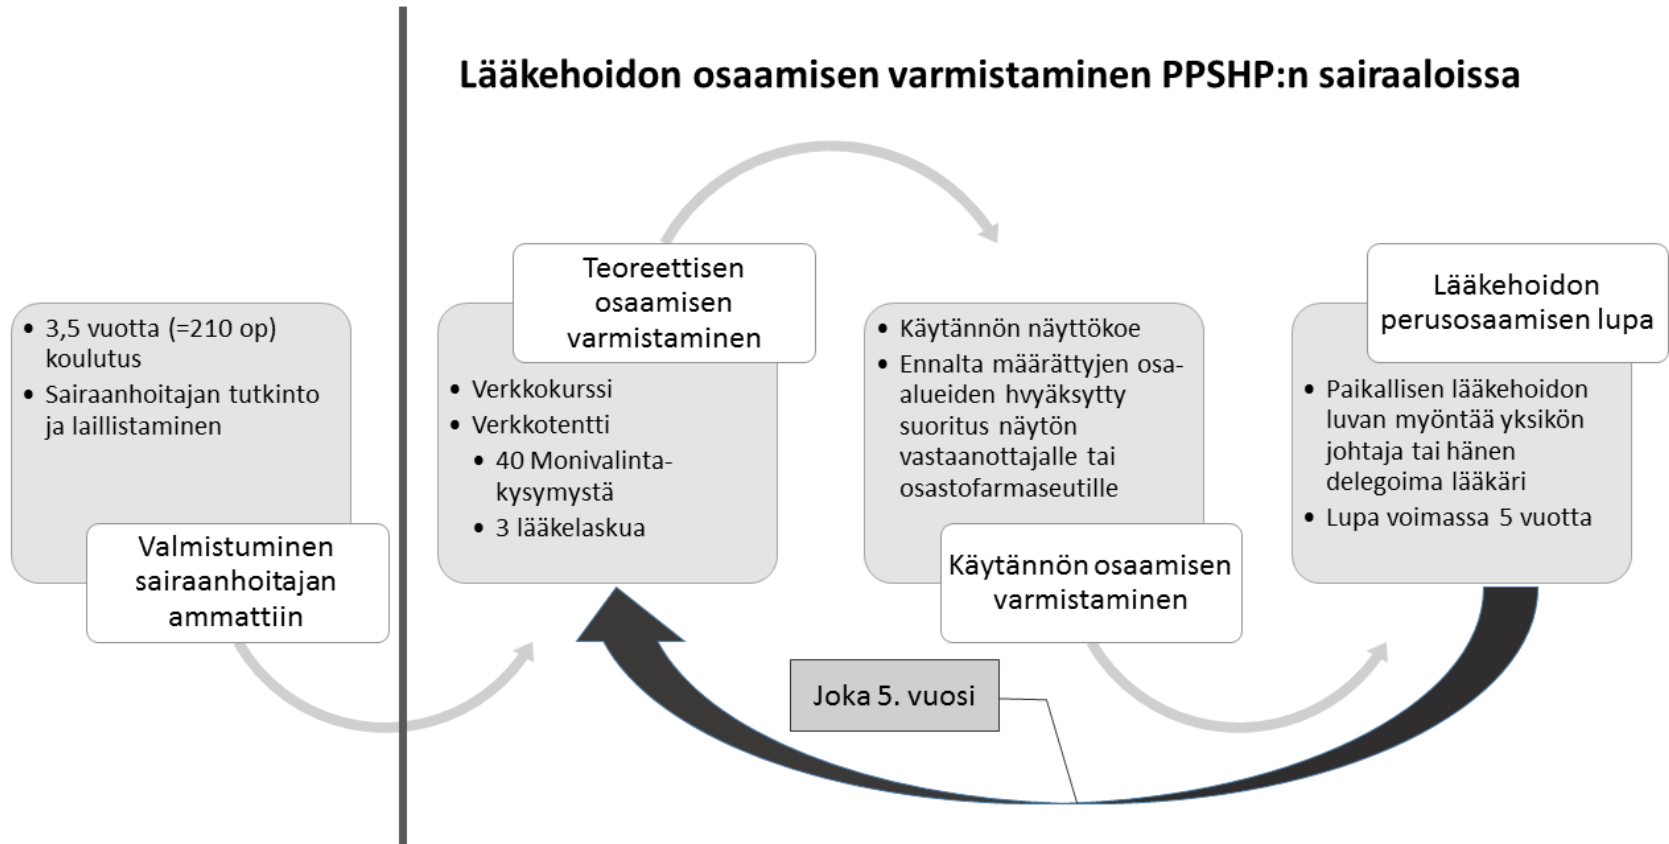 Lääkehoidon osaamisen varmistaminen PPSHP:n sairaaloissa
• 3,5 vuotta (=210 op)
koulutus
• Sairaanhoitajan tutkinto
ja laillistaminen
Valmistuminen
sairaanhoitajan
ammattiin
Teoreettisen
osaamisen
varmistaminen
• Verkkokurssi
• Verkkotentti
• 40 Monivalinta-
kysymystä
• 3 lääkelaskua
• Käytännön näyttökoe
• Ennalta määrättyjen osa-
alueiden hvyäksytty
suoritus näytön
vastaanottajalle tai
osastofarmaseutille
Käytännön osaamisen
varmistaminen
Lääkehoidon
perusosaamisen lupa
• Paikallisen lääkehoidon
luvan myöntää yksikön
johtaja tai hänen
delegoima lääkäri
• Lupa voimassa 5 vuotta
Joka 5. vuosi